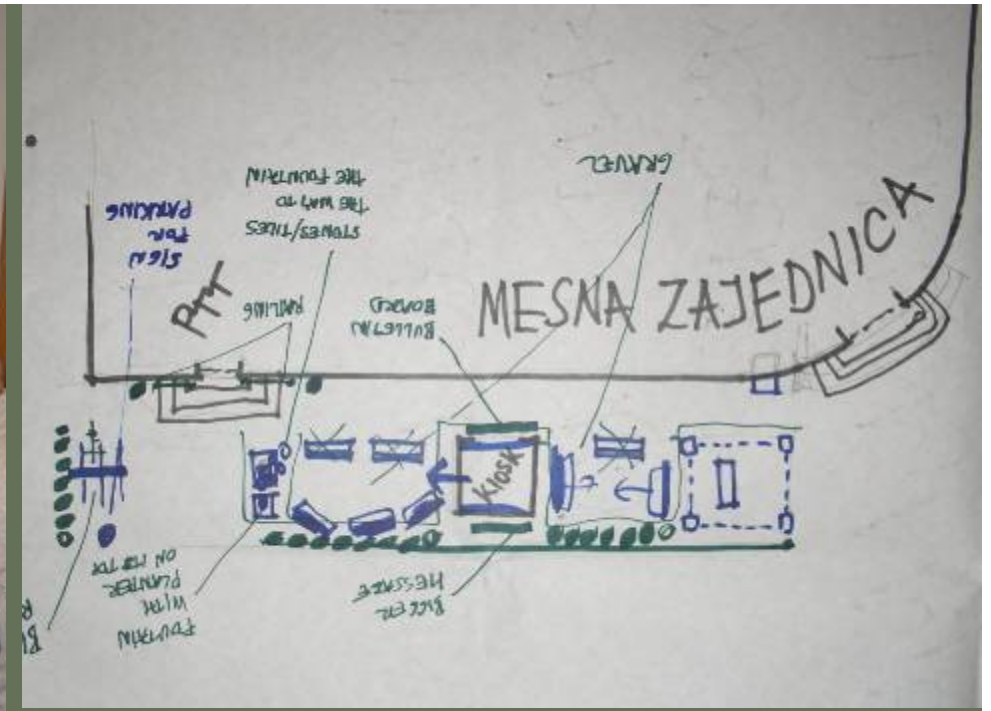 SIGN
FOR
PARKING
STONES/TILES
THE WAY TO
THE FOUNTAIN
GRAVEL
PTT
RAILING
BULLETIN
BOARD
MESNA ZAJEDNICA
KIOSK
FOUNTAIN
WITH
PLANTER
ON TOP
BIGGER
MESSAGE